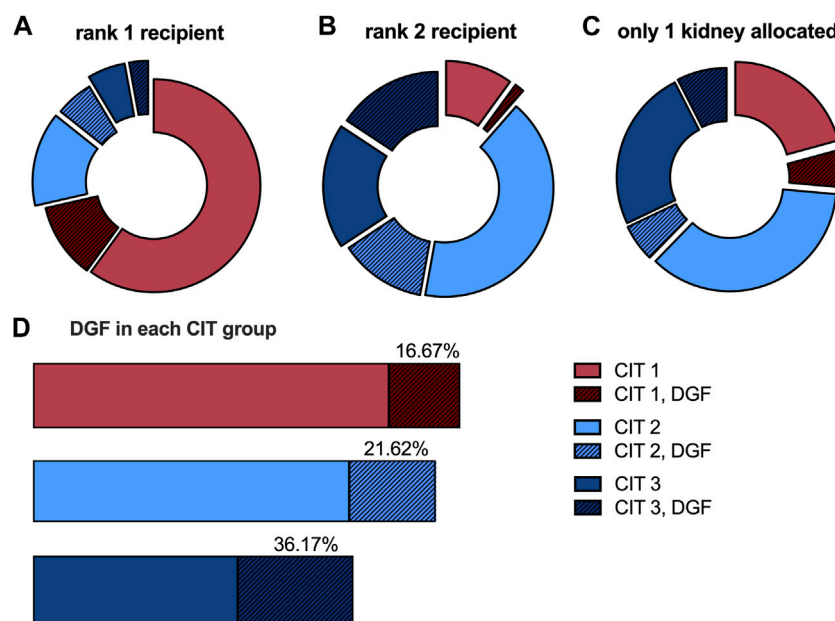 A rank 1 recipient
B rank 2 recipient
C only 1 kidney allocated
D DGF in each CIT group
16.67%
21.62%
36.17%
CIT 1
CIT 1, DGF
CIT 2
CIT 2, DGF
CIT 3
CIT 3, DGF